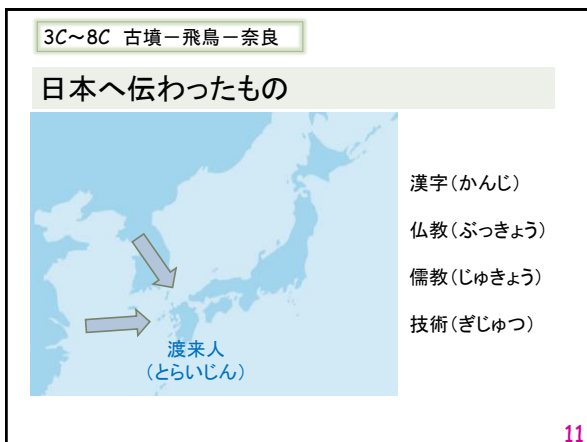 3C～8C 古墳－飛鳥－奈良
日本へ伝わったもの
漢字(かんじ)
仏教(ぶっきょう)
儒教(じゅきょう)
技術(ぎじゅつ)
渡来人
(とらいじん)
11